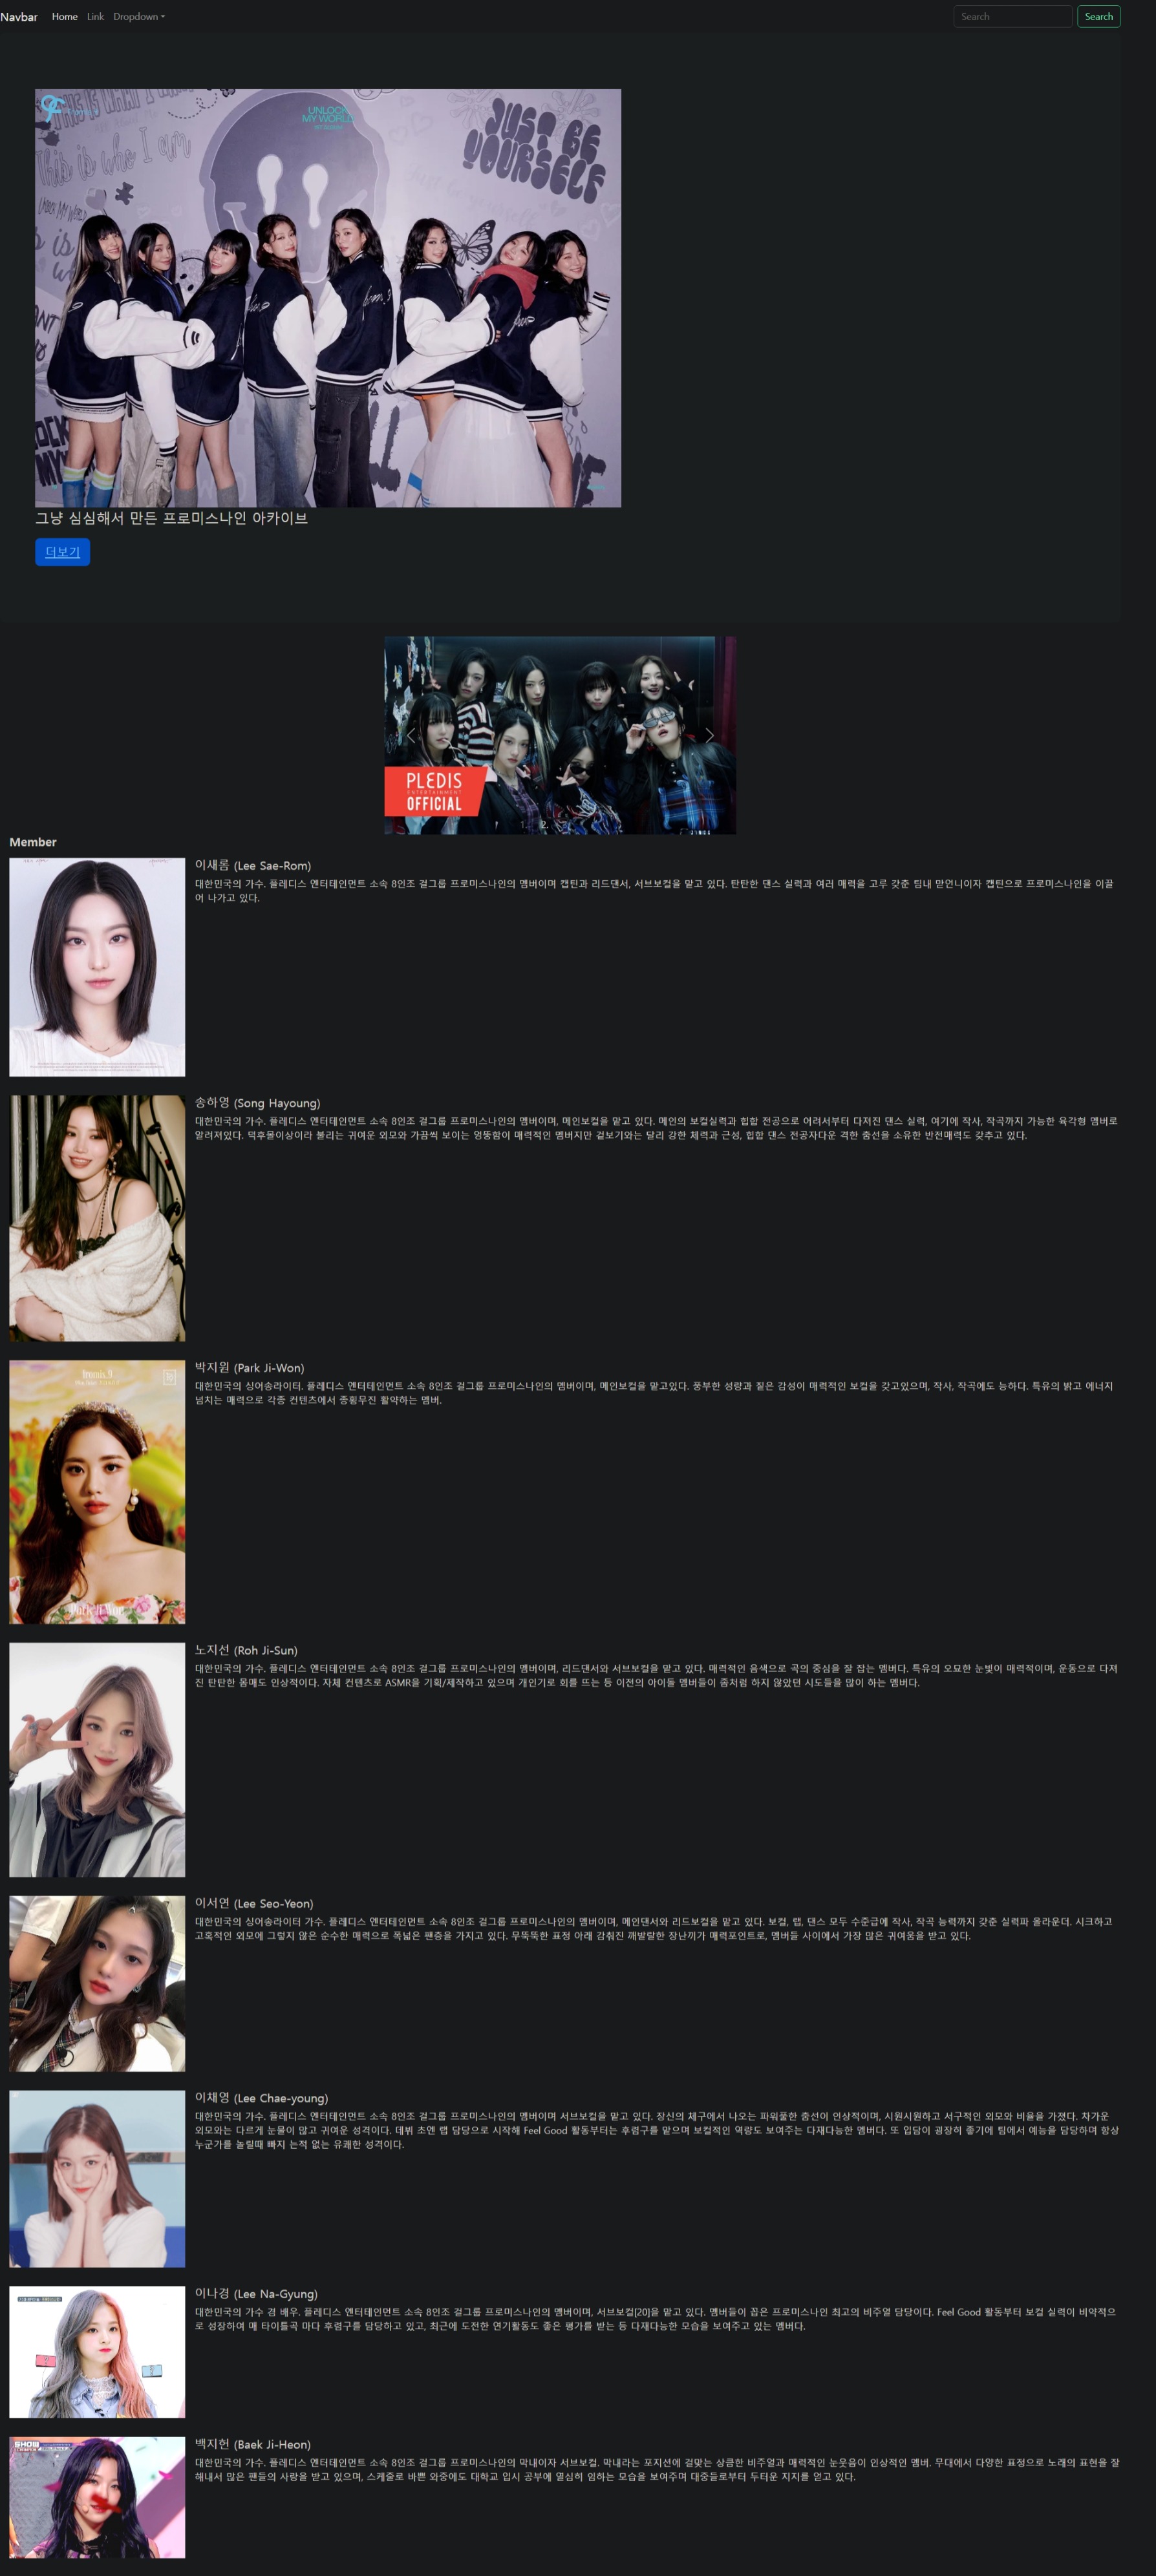 Navbar
Home
Link
Dropdown
Search
Search
UNLOCK
MY WORLD
JUST BE
YOURSELF
This is who I am
그냥 심심해서 만든 프로미스나인 아카이브
더보기
PLEDIS
ENTERTAINMENT
OFFICIAL
Member
이새롬 (Lee Sae-Rom)
대한민국의 가수. 플레디스 엔터테인먼트 소속 8인조 걸그룹 프로미스나인의 멤버이며 캡틴과 리드댄서, 서브보컬을 맡고 있다. 탄탄한 댄스 실력과 여러 매력을 고루 갖춘 팀내 맏언니이자 캡틴으로 프로미스나인을 이끌
어 나가고 있다.
송하영 (Song Hayoung)
대한민국의 가수. 플레디스 엔터테인먼트 소속 8인조 걸그룹 프로미스나인의 멤버이며, 메인보컬을 맡고 있다. 메인의 보컬실력과 힙합 전공으로 어려서부터 다져진 댄스 실력, 여기에 작사, 작곡까지 가능한 육각형 멤버로
알려져있다. 덕후몰이상이라 불리는 귀여운 외모와 가끔씩 보이는 엉뚱함이 매력적인 멤버지만 겉보기와는 달리 강한 체력과 근성, 힙합 댄스 전공자다운 격한 춤선을 소유한 반전매력도 갖추고 있다.
박지원 (Park Ji-Won)
대한민국의 싱어송라이터. 플레디스 엔터테인먼트 소속 8인조 걸그룹 프로미스나인의 멤버이며, 메인보컬을 맡고있다. 풍부한 성량과 짙은 감성이 매력적인 보컬을 갖고있으며, 작사, 작곡에도 능하다. 특유의 밝고 에너지
넘치는 매력으로 각종 컨텐츠에서 종횡무진 활약하는 멤버.
노지선 (Roh Ji-Sun)
대한민국의 가수. 플레디스 엔터테인먼트 소속 8인조 걸그룹 프로미스나인의 멤버이며, 리드댄서와 서브보컬을 맡고 있다. 매력적인 음색으로 곡의 중심을 잘 잡는 멤버다. 특유의 오묘한 눈빛이 매력적이며, 운동으로 다져
진 탄탄한 몸매도 인상적이다. 자체 컨텐츠로 ASMR을 기획/제작하고 있으며 개인기로 회를 뜨는 등 이전의 아이돌 멤버들이 좀처럼 하지 않았던 시도들을 많이 하는 멤버다.
이서연 (Lee Seo-Yeon)
대한민국의 싱어송라이터 가수. 플레디스 엔터테인먼트 소속 8인조 걸그룹 프로미스나인의 멤버이며, 메인댄서와 리드보컬을 맡고 있다. 보컬, 랩, 댄스 모두 수준급에 작사, 작곡 능력까지 갖춘 실력파 올라운더. 시크하고
고혹적인 외모에 그렇지 않은 순수한 매력으로 폭넓은 팬층을 가지고 있다. 무뚝뚝한 표정 아래 감춰진 깨발랄한 장난끼가 매력포인트로, 멤버들 사이에서 가장 많은 귀여움을 받고 있다.
이채영 (Lee Chae-young)
대한민국의 가수. 플레디스 엔터테인먼트 소속 8인조 걸그룹 프로미스나인의 멤버이며 서브보컬을 맡고 있다. 장신의 체구에서 나오는 파워풀한 춤선이 인상적이며, 시원시원하고 서구적인 외모와 비율을 가졌다. 차가운
외모와는 다르게 눈물이 많고 귀여운 성격이다. 데뷔 초엔 랩 담당으로 시작해 Feel Good 활동부터는 후렴구를 맡으며 보컬적인 역량도 보여주는 다재다능한 멤버다. 또 입담이 굉장히 좋기에 팀에서 예능을 담당하며 항상
누군가를 놀릴때 빠지 는적 없는 유쾌한 성격이다.
이나경 (Lee Na-Gyung)
대한민국의 가수 겸 배우. 플레디스 엔터테인먼트 소속 8인조 걸그룹 프로미스나인의 멤버이며, 서브보컬[20]을 맡고 있다. 멤버들이 꼽은 프로미스나인 최고의 비주얼 담당이다. Feel Good 활동부터 보컬 실력이 비약적으
로 성장하여 매 타이틀곡 마다 후렴구를 담당하고 있고, 최근에 도전한 연기활동도 좋은 평가를 받는 등 다재다능한 모습을 보여주고 있는 멤버다.
백지헌 (Baek Ji-Heon)
대한민국의 가수. 플레디스 엔터테인먼트 소속 8인조 걸그룹 프로미스나인의 막내이자 서브보컬. 막내라는 포지션에 걸맞는 상큼한 비주얼과 매력적인 눈웃음이 인상적인 멤버. 무대에서 다양한 표정으로 노래의 표현을 잘
해내서 많은 팬들의 사랑을 받고 있으며, 스케줄로 바쁜 와중에도 대학교 입시 공부에 열심히 임하는 모습을 보여주며 대중들로부터 두터운 지지를 얻고 있다.